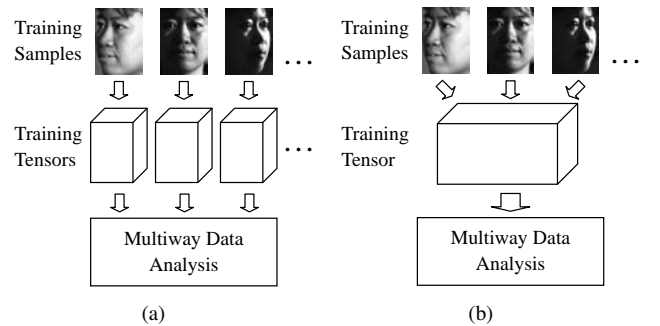 Training
Samples
...
Training
Tensors
...
Multiway Data
Analysis
(a)
Training
Samples
...
Training
Tensor
Multiway Data
Analysis
(b)